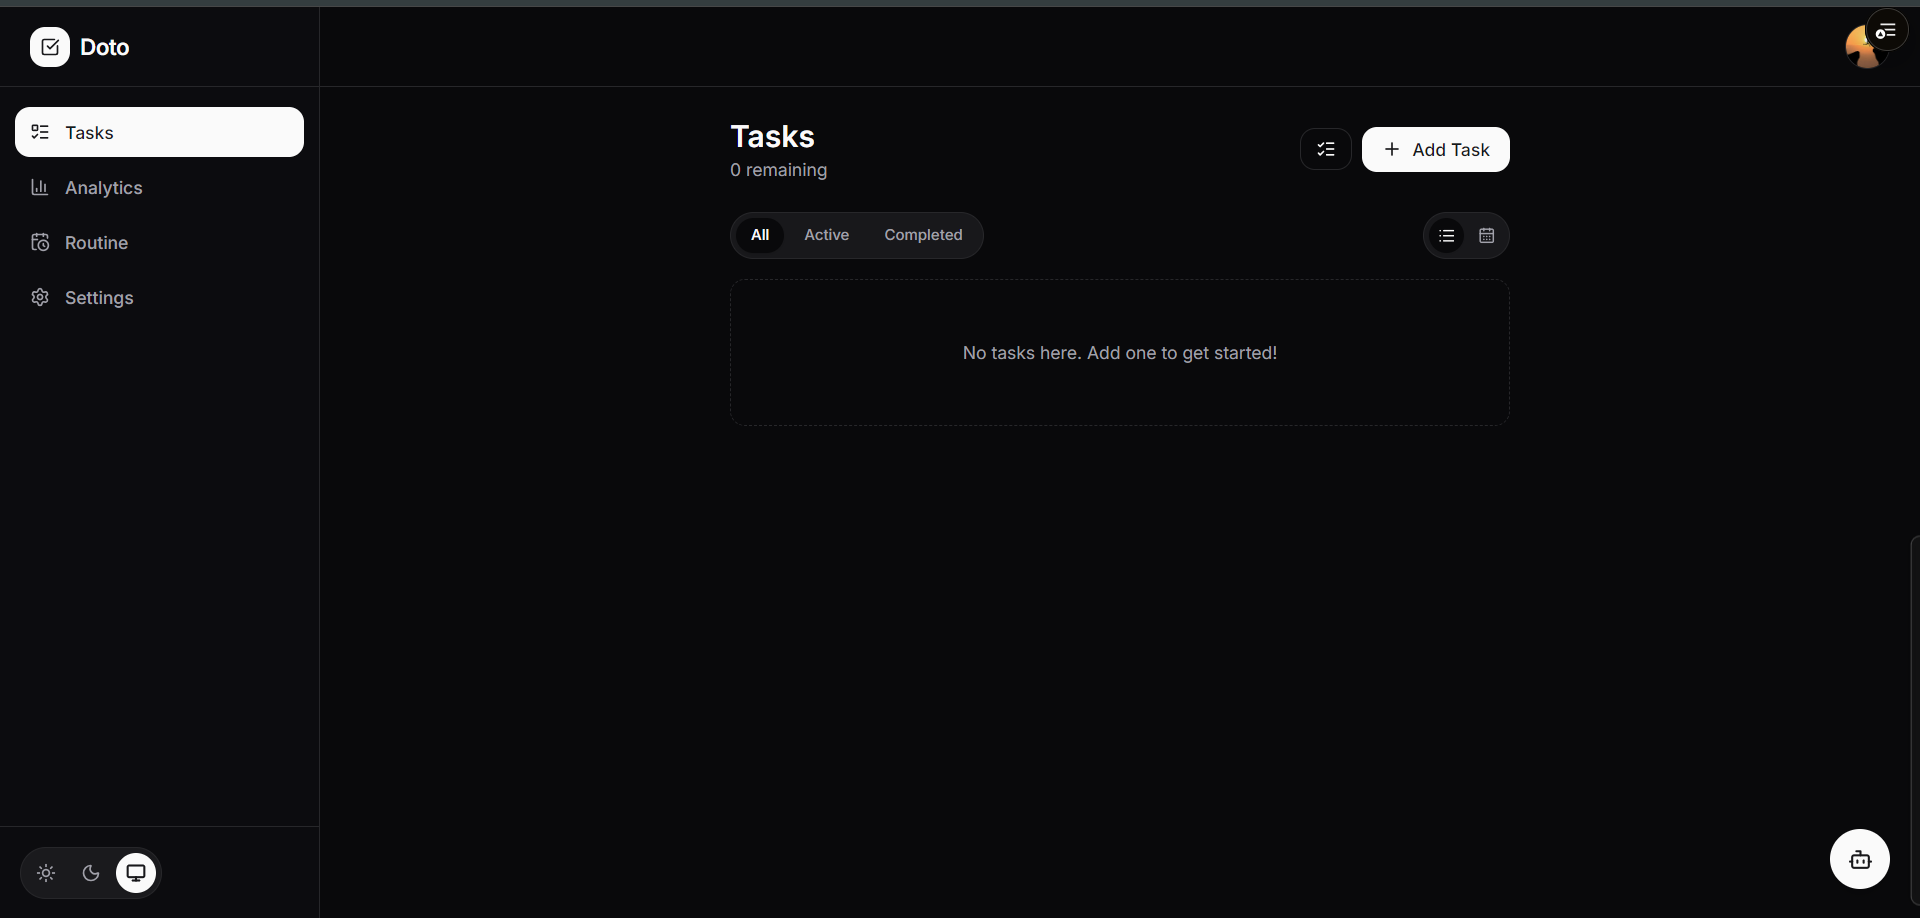 Doto
Tasks
Analytics
Routine
Settings
Tasks
0 remaining
Add Task
All
Active
Completed
No tasks here. Add one to get started!